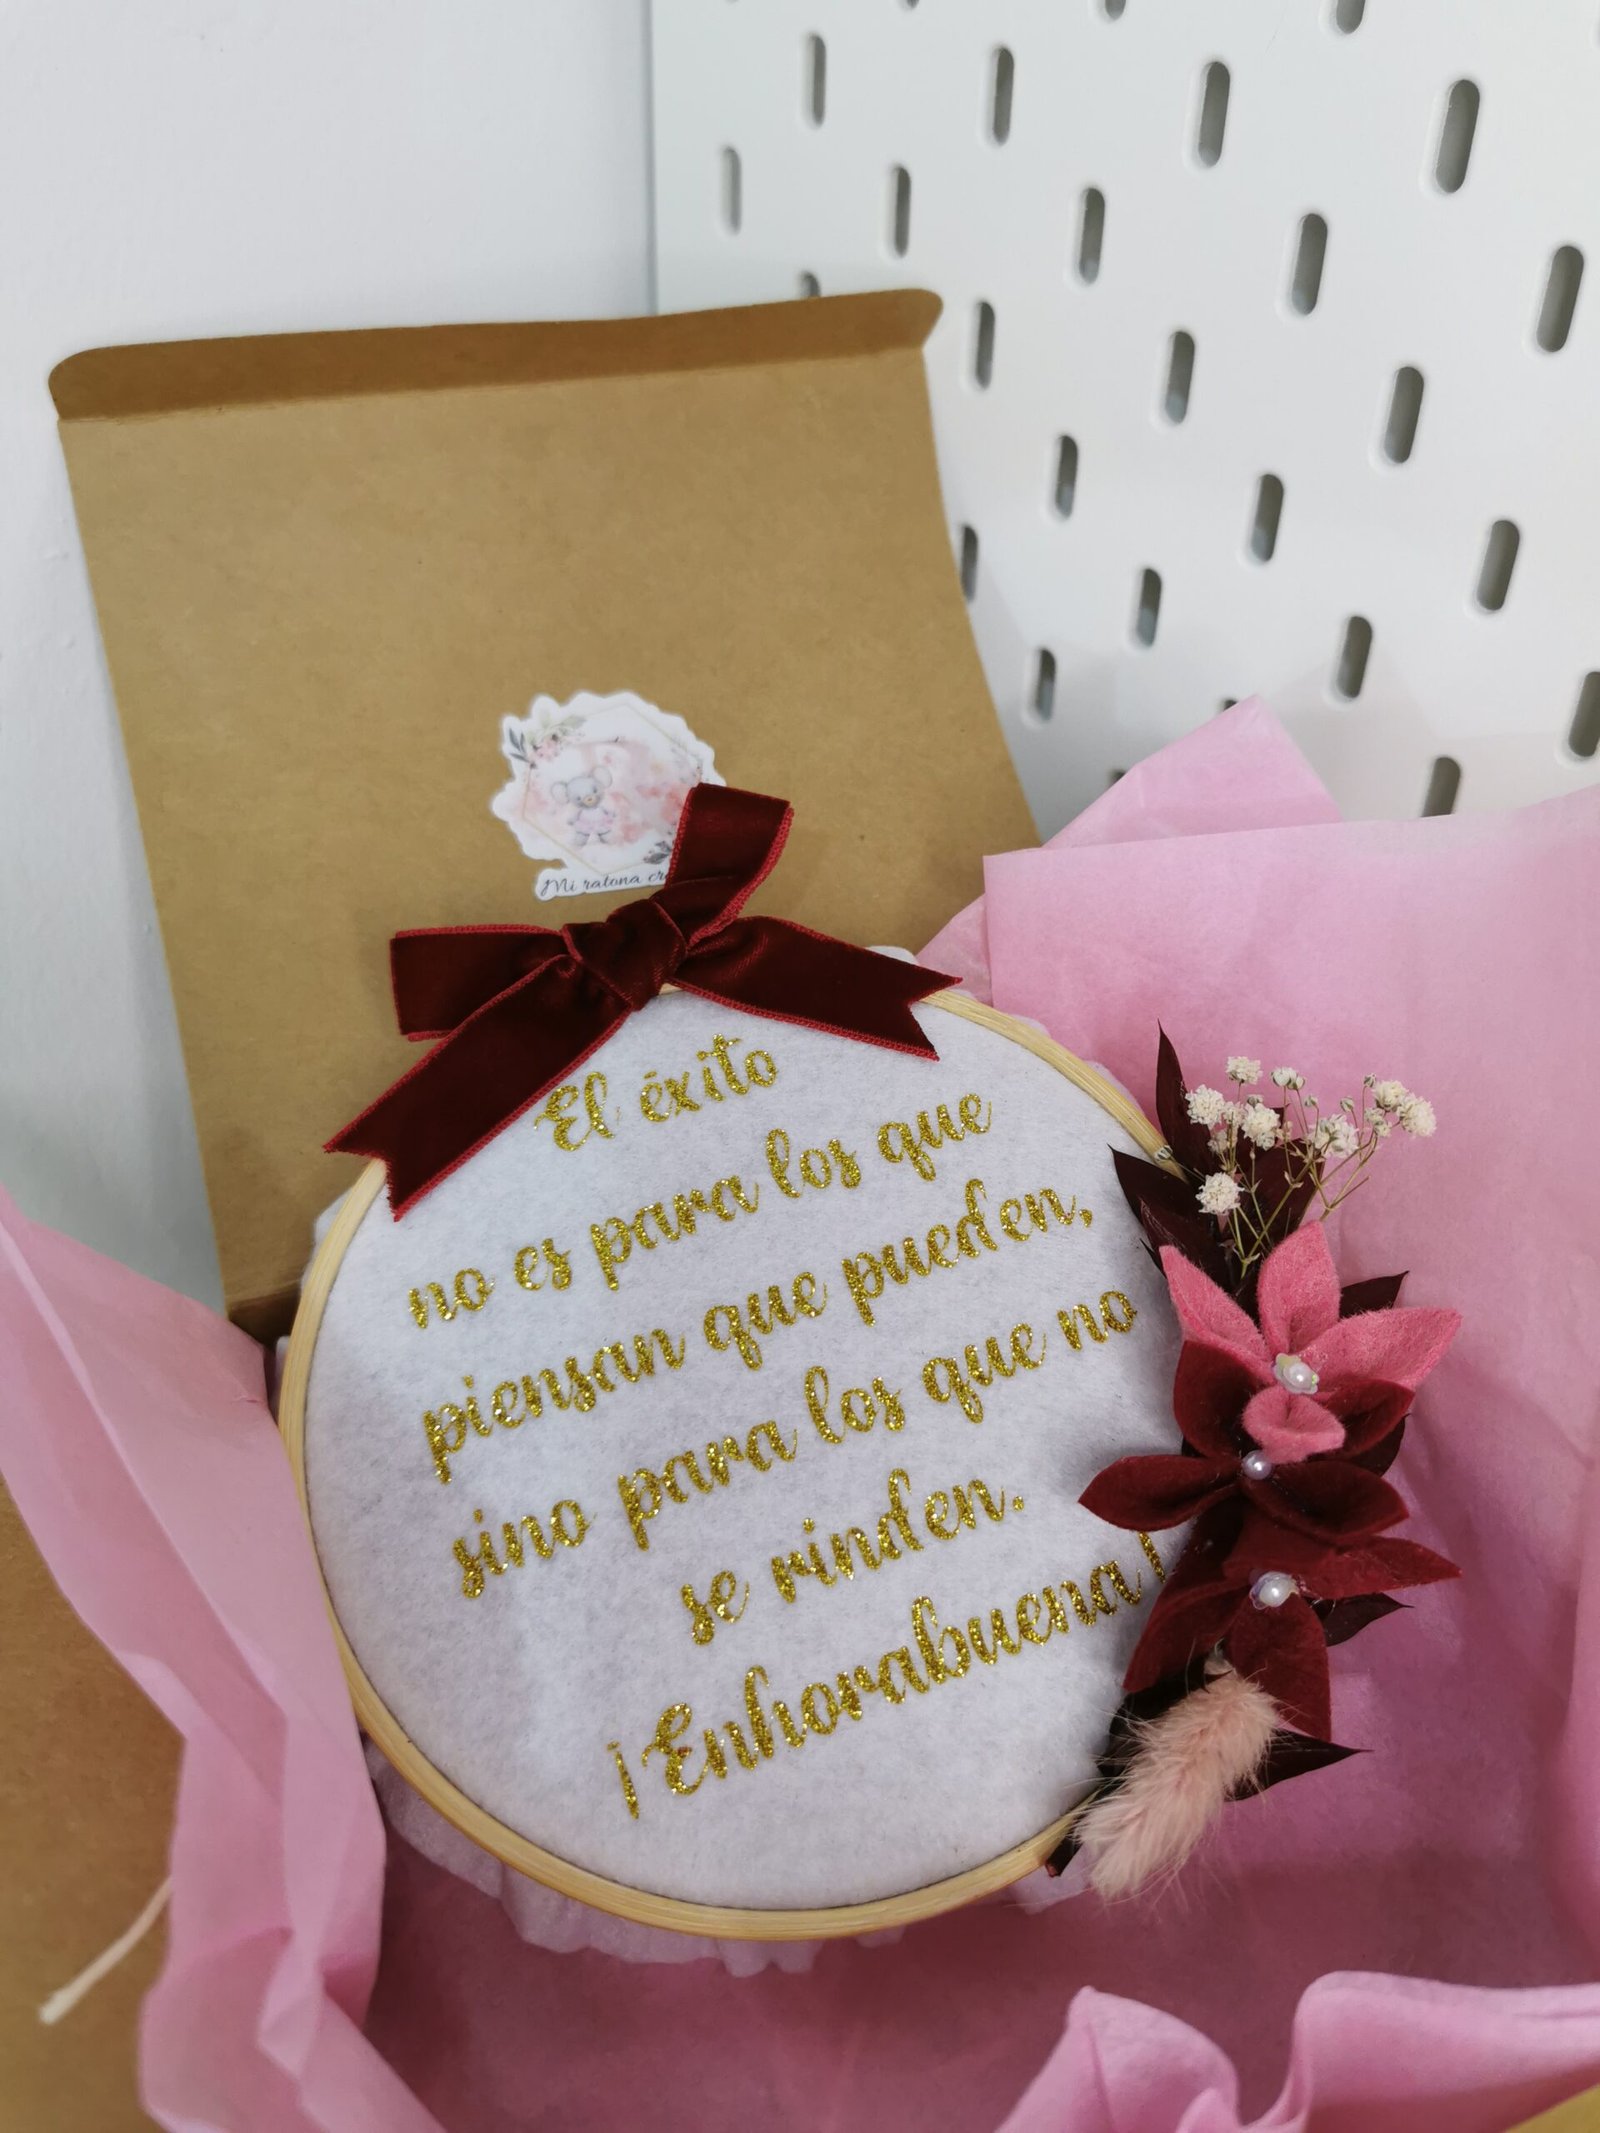 Mi ratona
El éxito
no es para los que
piensan que pueden,
sino para los que no
se rinden.
¡Enhorabuena!